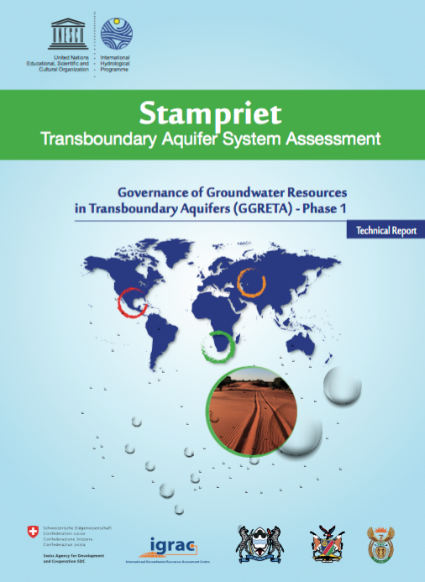 United Nations
Educational, Scientific and
Cultural Organization
International
Hydrological
Programme
Stampriet
Transboundary Aquifer System Assessment
Governance of Groundwater Resources
in Transboundary Aquifers (GGRETA) - Phase 1
Technical Report
Schweizerische Eidgenossenschaft
Confédération suisse
Confederazione Svizzera
Confederaziun svizra
Swiss Agency for Development
and Cooperation SDC
igrac
International Groundwater Resources Assessment Centre